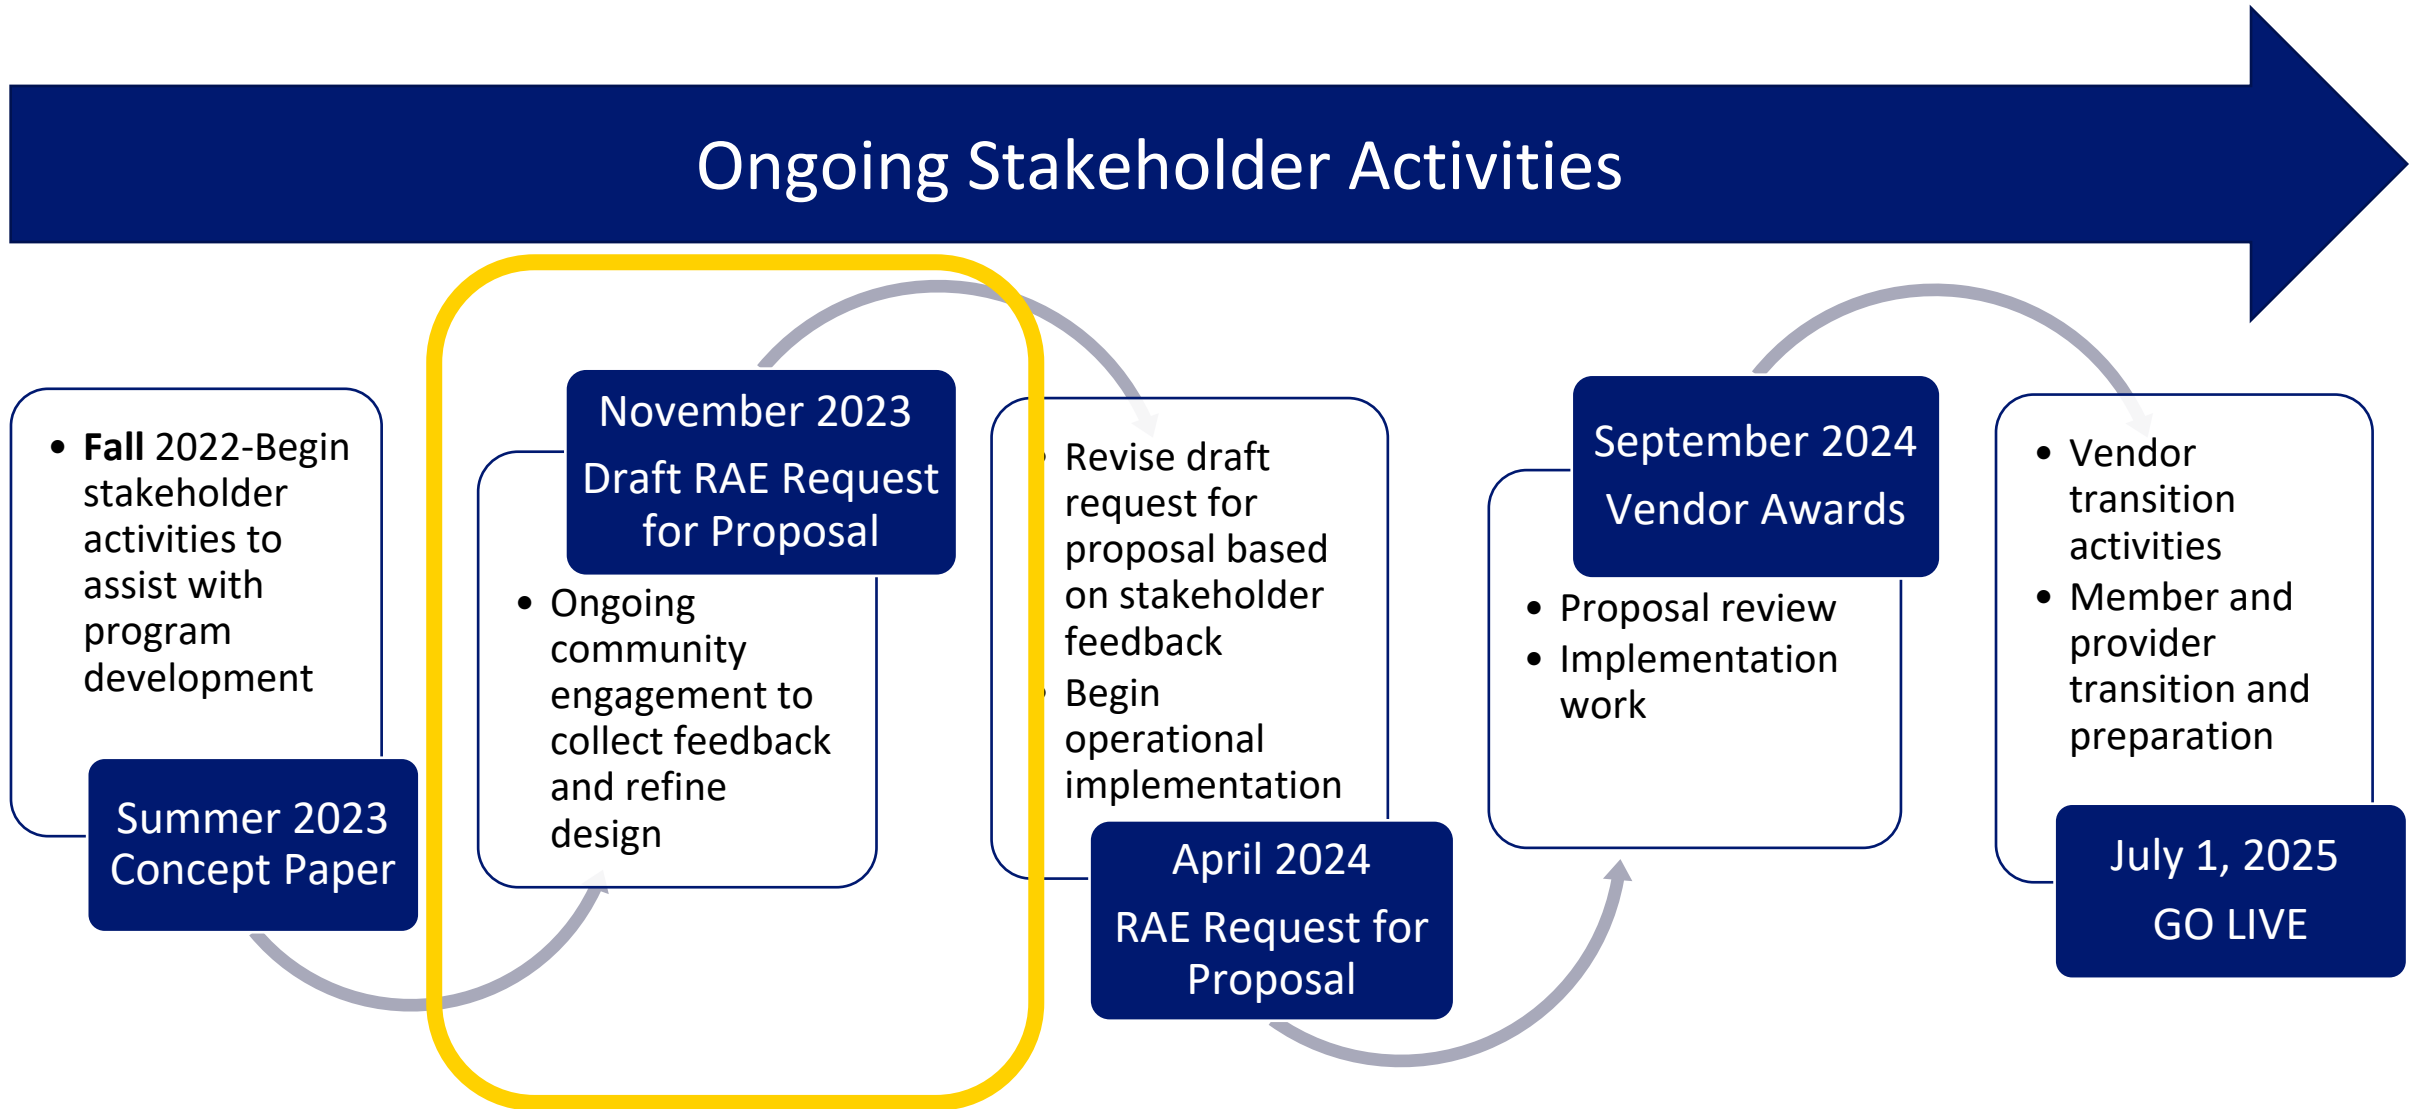 Ongoing Stakeholder Activities
• Fall 2022-Begin
stakeholder
activities to
assist with
program
development
Summer 2023
Concept Paper
November 2023
Draft RAE Request
for Proposal
• Ongoing
community
engagement to
collect feedback
and refine
design
• Revise draft
request for
proposal based
on stakeholder
feedback
• Begin
operational
implementation
April 2024
RAE Request for
Proposal
September 2024
Vendor Awards
• Proposal review
• Implementation
work
• Vendor
transition
activities
• Member and
provider
transition and
preparation
July 1, 2025
GO LIVE